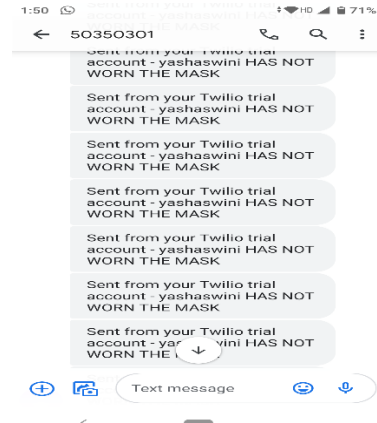 1:50 HD 71%
50350301
Sent from your Twilio trial
account - yashaswini HAS NOT
WORN THE MASK
Sent from your Twilio trial
account - yashaswini HAS NOT
WORN THE MASK
Sent from your Twilio trial
account - yashaswini HAS NOT
WORN THE MASK
Sent from your Twilio trial
account - yashaswini HAS NOT
WORN THE MASK
Sent from your Twilio trial
account - yashaswini HAS NOT
WORN THE MASK
Sent from your Twilio trial
account - yashaswini HAS NOT
WORN THE MASK
Sent from your Twilio trial
account - yas wini HAS NOT
WORN THE
Text message